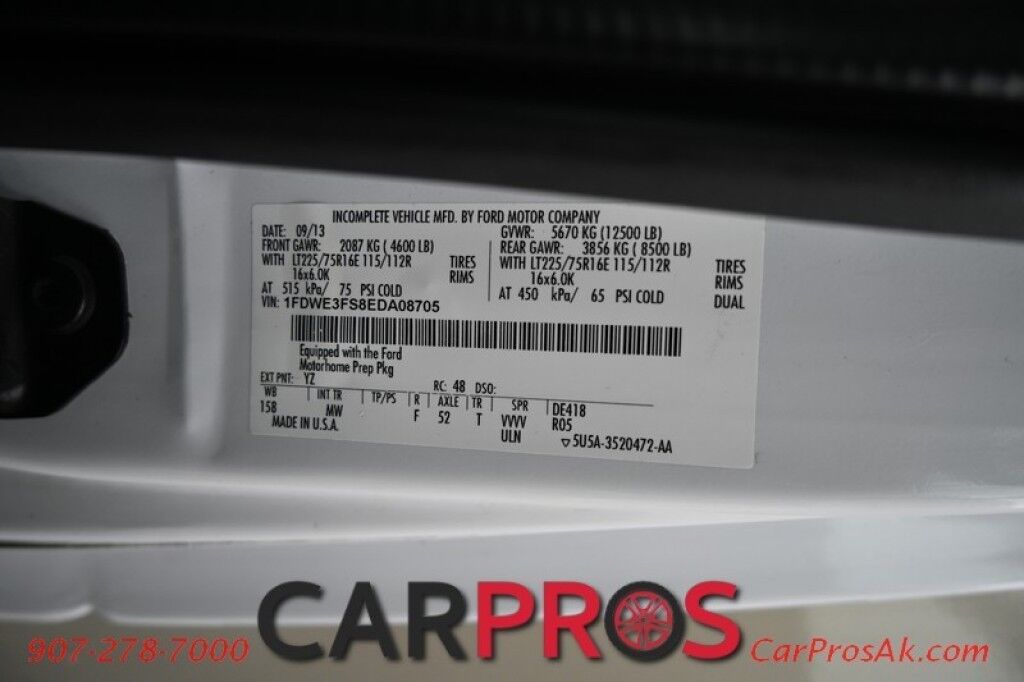 INCOMPLETE VEHICLE MFD. BY FORD MOTOR COMPANY
DATE: 09/13 GVWR: 5670 KG (12500 LB)
FRONT GAWR: 2087 KG ( 4600 LB) REAR GAWR: 3856 KG ( 8500 LB)
WITH LT225/75R16E 115/112R TIRES WITH LT225/75R16E 115/112R TIRES
16x6.0K RIMS 16x6.0K RIMS
AT 515 kPa/ 75 PSI COLD AT 450 kPa/ 65 PSI COLD DUAL
VIN: 1FDWE3FS8EDA08705
Equipped with the Ford
Motorhome Prep Pkg
EXT PNT: YZ RC: 48 DSO:
WB INT TR TP/PS R AXLE TR SPR DE418
158 MW F 52 T VVVV R05
MADE IN U.S.A. ULN ▽5U5A-3520472-AA
CARPROS
907-278-7000 CarProsAk.com